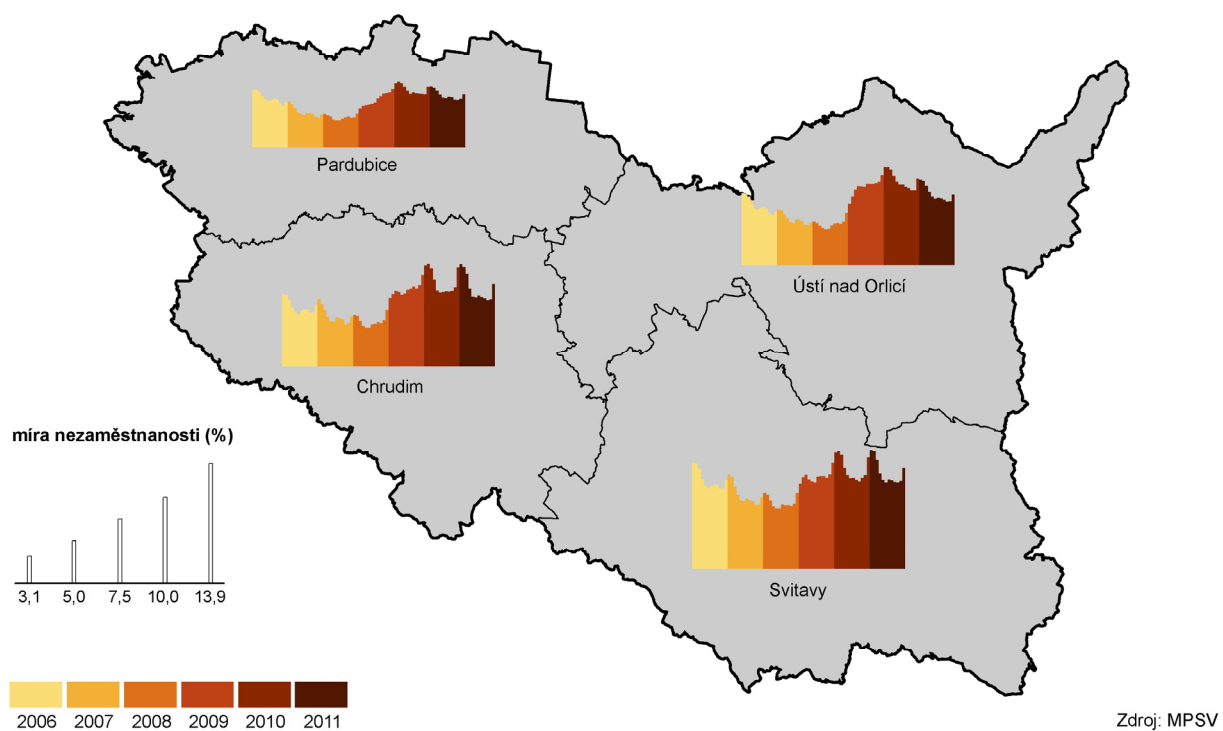 Pardubice
Ústí nad Orlicí
Chrudim
míra nezaměstnanosti (%)
3,1 5,0 7,5 10,0 13,9
Svitavy
2006 2007 2008 2009 2010 2011
Zdroj: MPSV